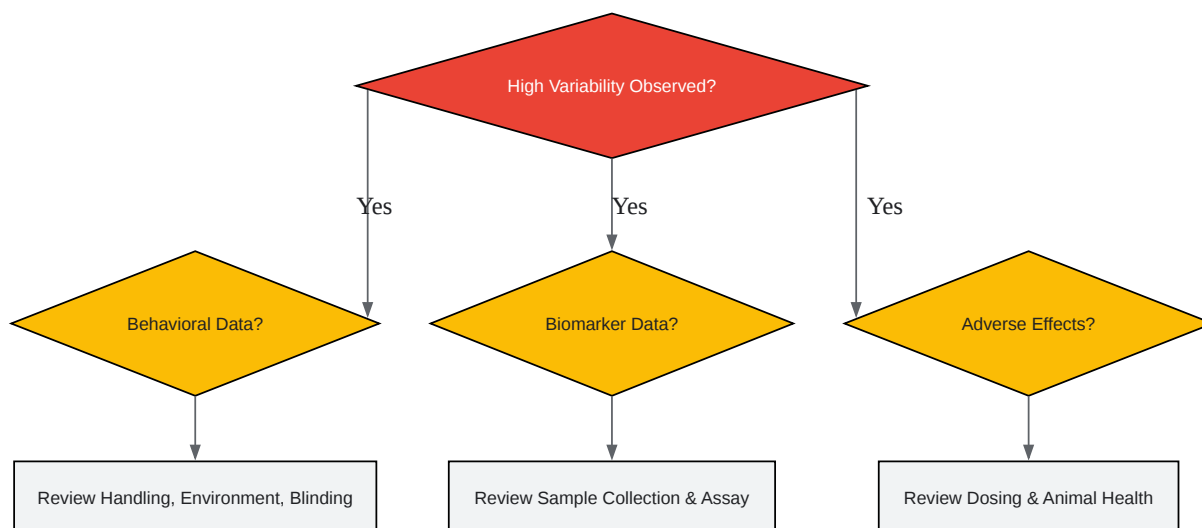 High Variability Observed?
Yes
Yes
Yes
Behavioral Data?
Biomarker Data?
Adverse Effects?
Review Handling, Environment, Blinding
Review Sample Collection & Assay
Review Dosing & Animal Health